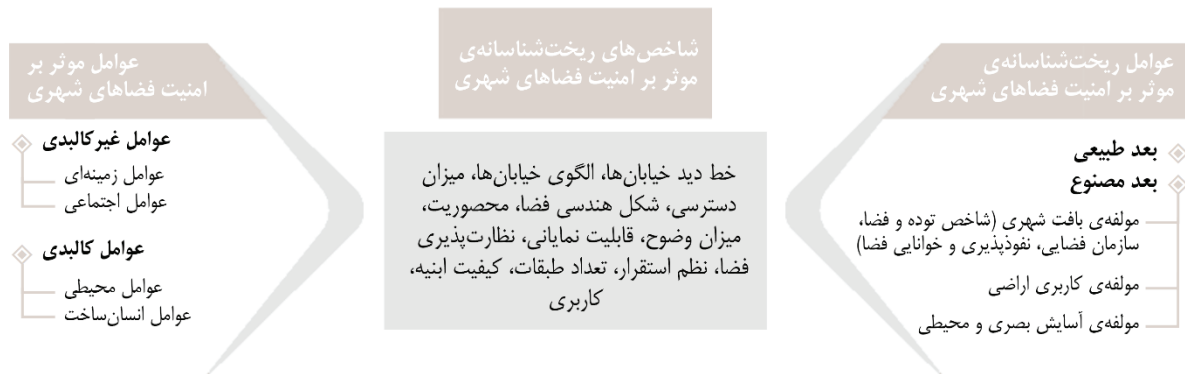 عوامل ریخت‌شناسانه‌ی
موثر بر امنیت فضاهای شهری
بعد طبیعی
بعد مصنوع
مولفه‌ی بافت شهری (شاخص توده و فضا،
سازمان فضایی، نفوذپذیری و خوانایی فضا)
مولفه‌ی کاربری اراضی
مولفه‌ی آسایش بصری و محیطی
شاخص‌های ریخت‌شناسانه‌ی
موثر بر امنیت فضاهای شهری
خط دید خیابان‌ها، الگوی خیابان‌ها، میزان
دسترسی، شکل هندسی فضا، محصوریت،
میزان وضوح، قابلیت نمایانی، نظارت‌پذیری
فضا، نظم استقرار، تعداد طبقات، کیفیت ابنیه،
کاربری
عوامل موثر بر
امنیت فضاهای شهری
عوامل غیرکالبدی
عوامل زمینه‌ای
عوامل اجتماعی
عوامل کالبدی
عوامل محیطی
عوامل انسان‌ساخت